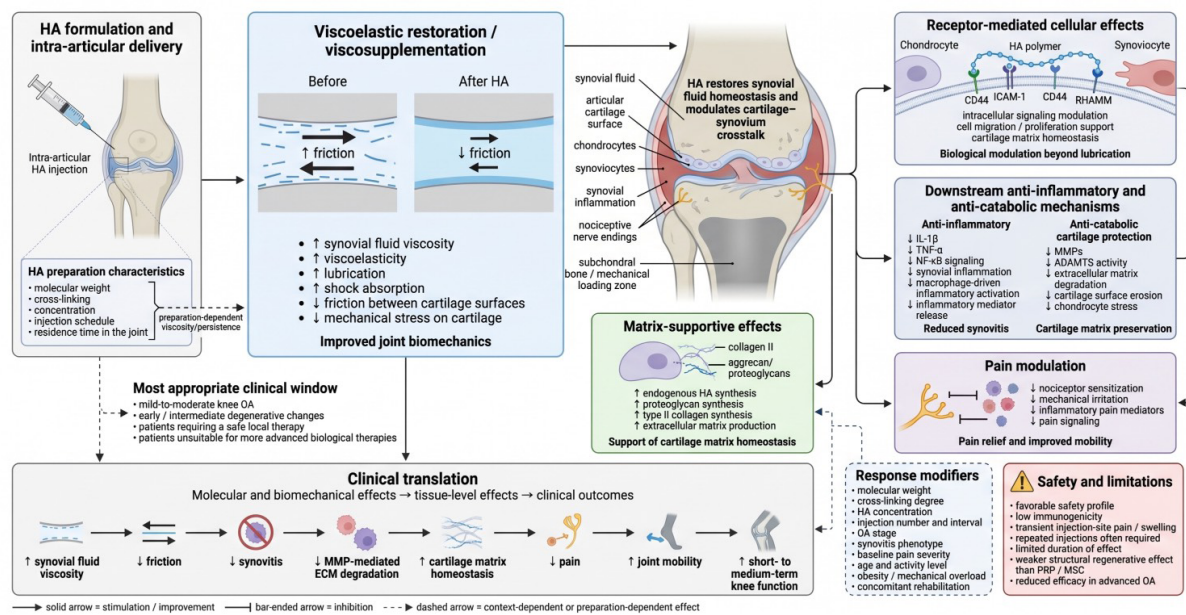 HA formulation and
intra-articular delivery
Intra-articular
HA injection
HA preparation characteristics
• molecular weight
• cross-linking
• concentration
• injection schedule
• residence time in the joint
preparation-dependent
viscosity/persistence
Viscoelastic restoration /
viscosupplementation
Before
After HA
↑ friction
↓ friction
• ↑ synovial fluid viscosity
• ↑ viscoelasticity
• ↑ lubrication
• ↑ shock absorption
• ↓ friction between cartilage surfaces
• ↓ mechanical stress on cartilage
Improved joint biomechanics
synovial fluid
articular
cartilage
surface
chondrocytes
synoviocytes
synovial
inflammation
nociceptive
nerve endings
subchondral
bone / mechanical
loading zone
HA restores synovial
fluid homeostasis and
modulates cartilage–
synovium
crosstalk
Receptor-mediated cellular effects
Chondrocyte
HA polymer
Synoviocyte
CD44
ICAM-1
CD44
RHAMM
intracellular signaling modulation
cell migration / proliferation support
cartilage matrix homeostasis
Biological modulation beyond lubrication
Downstream anti-inflammatory and
anti-catabolic mechanisms
Anti-inflammatory
↓ IL-1β
↓ TNF-α
↓ NF-κB signaling
↓ synovial inflammation
↓ macrophage-driven
inflammatory activation
↓ inflammatory mediator
release
Reduced synovitis
Anti-catabolic
cartilage protection
↓ MMPs
↓ ADAMTS activity
↓ extracellular matrix
degradation
↓ cartilage surface erosion
↓ chondrocyte stress
Cartilage matrix preservation
Matrix-supportive effects
collagen II
aggrecan/
proteoglycans
↑ endogenous HA synthesis
↑ proteoglycan synthesis
↑ type II collagen synthesis
↑ extracellular matrix production
Support of cartilage matrix homeostasis
Pain modulation
↓ nociceptor sensitization
↓ mechanical irritation
↓ inflammatory pain mediators
↓ pain signaling
Pain relief and improved mobility
Most appropriate clinical window
• mild-to-moderate knee OA
• early / intermediate degenerative changes
• patients requiring a safe local therapy
• patients unsuitable for more advanced biological therapies
Clinical translation
Molecular and biomechanical effects → tissue-level effects → clinical outcomes
↑ synovial fluid
viscosity
↓ friction
↓ synovitis
↓ MMP-mediated
ECM degradation
↑ cartilage matrix
homeostasis
↓ pain
↑ joint mobility
↑ short- to
medium-term
knee function
Response modifiers
• molecular weight
• cross-linking degree
• HA concentration
• injection number and interval
• OA stage
• synovitis phenotype
• baseline pain severity
• age and activity level
• obesity / mechanical overload
• concomitant rehabilitation
Safety and limitations
• favorable safety profile
• low immunogenicity
• transient injection-site pain / swelling
• repeated injections often required
• limited duration of effect
• weaker structural regenerative effect
than PRP / MSC
• reduced efficacy in advanced OA
solid arrow = stimulation / improvement
bar-ended arrow = inhibition
dashed arrow = context-dependent or preparation-dependent effect